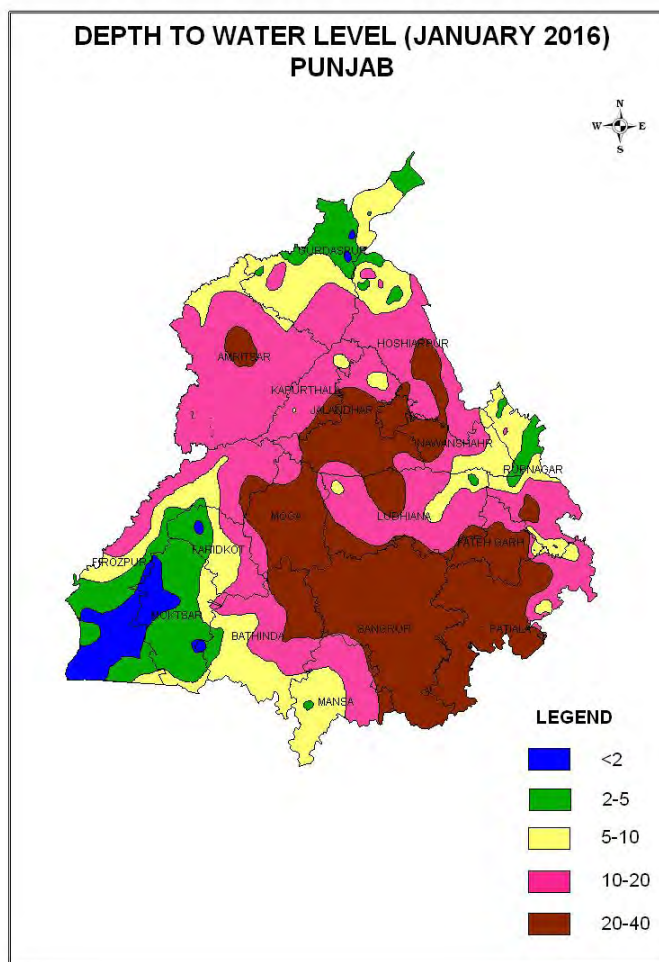 DEPTH TO WATER LEVEL (JANUARY 2016)
PUNJAB
N
W E
S
GURDASPUR
HOSHIARPUR
AMRITSAR
KAPURTHALA
JALANDHAR
NAWANSHAHR
RUPNAGAR
MOGA
LUDHIANA
FATEH GARH
FARIDKOT
FIROZPUR
MUKTSAR
BATHINDA
SANGRUR
PATIALA
MANSA
LEGEND
<2
2-5
5-10
10-20
20-40